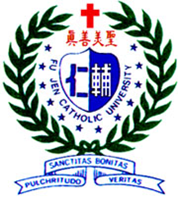 真善美聖
FU JEN CATHOLIC UNIVERSITY
仁輔
SANCTITAS BONITAS
PULCHRITUDO VERITAS